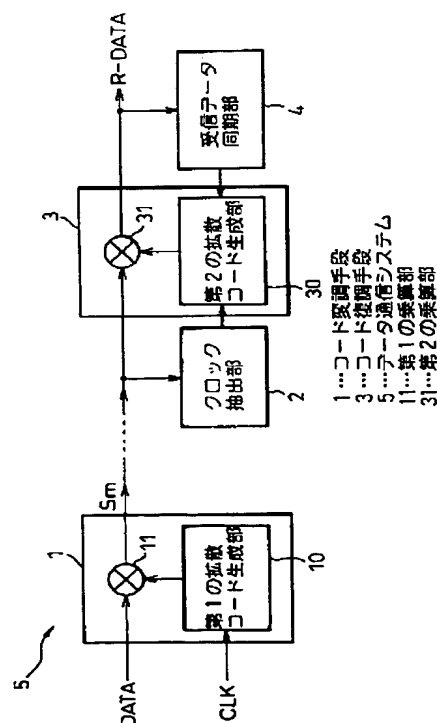 5
1
DATA
11
第1の拡散
コード生成部
10
CLK
Sm
クロック
抽出部
2
3
31
第2の拡散
コード生成部
30
R-DATA
受信データ
同期部
4
1…コード変調手段
3…コード復調手段
5…データ通信システム
11…第1の乗算部
31…第2の乗算部